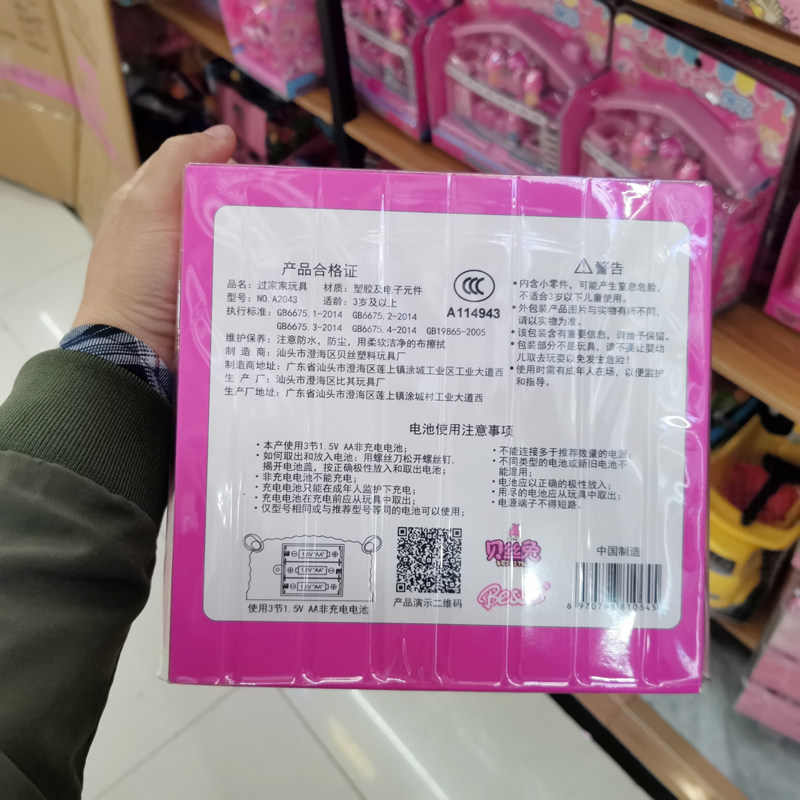 产品合格证
品名：过家家玩具 材质：塑胶及电子元件
型号：NO.A2043 适龄：3岁及以上
执行标准：GB6675.1-2014 GB6675.2-2014
GB6675.3-2014 GB6675.4-2014 GB19865-2005
维护保养：注意防水，防尘，用柔软洁净的布擦拭
制 造 商：汕头市澄海区贝丝塑料玩具厂
制造商地址：广东省汕头市澄海区莲上镇涂城工业区工业大道西
生 产 厂：汕头市澄海区比其玩具厂
生产厂地址：广东省汕头市澄海区莲上镇涂城村工业大道西
CCC
A114943
⚠警告
•内含小零件，可能产生窒息危险，
不适合3岁以下儿童使用。
•外包装产品图片与实物有所不同，
请以实物为准。
•该包装含有重要信息，请维予保留。
•包装部分不是玩具，请不要让婴幼
儿取去玩耍以免发生危险！
•使用时需有成年人在场，以便监护
和指导。
电池使用注意事项
•本产使用3节1.5V AA非充电电池；
•如何取出和放入电池：用螺丝刀松开螺丝钉，
揭开电池盖，按正确极性放入和取出电池；
•非充电电池不能充电；
•充电电池只能在成年人监护下充电；
•充电电池在充电前应从玩具中取出；
•仅型号相同或与推荐型号等同的电池可以使用；
•不能连接多于推荐数量的电源；
•不同类型的电池或新旧电池不
能混用；
•电池应以正确的极性放入；
•用尽的电池应从玩具中取出；
•电源端子不得短路。
1.5V"AA"
1.5V"AA"
1.5V"AA"
使用3节1.5V AA非充电电池
产品演示二维码
贝丝兔
中国制造